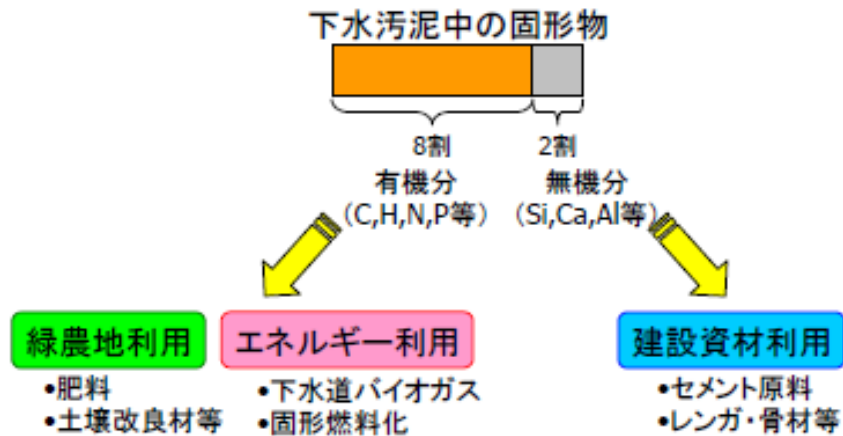 下水汚泥中の固形物
8割
2割
有機分
(C,H,N,P等)
無機分
(Si,Ca,Al等)
緑農地利用
•肥料
•土壌改良材等
エネルギー利用
•下水道バイオガス
•固形燃料化
建設資材利用
•セメント原料
•レンガ・骨材等